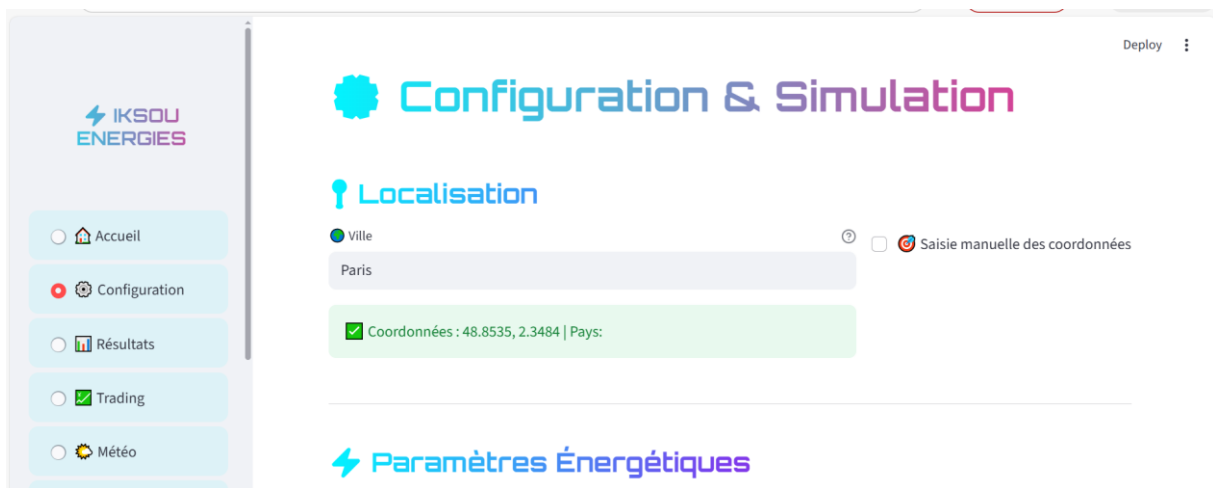 Deploy
IKSOU
ENERGIES
Accueil
Configuration
Résultats
Trading
Météo
Configuration & Simulation
Localisation
Ville
Saisie manuelle des coordonnées
Paris
Coordonnées : 48.8535, 2.3484 | Pays:
Paramètres Énergétiques